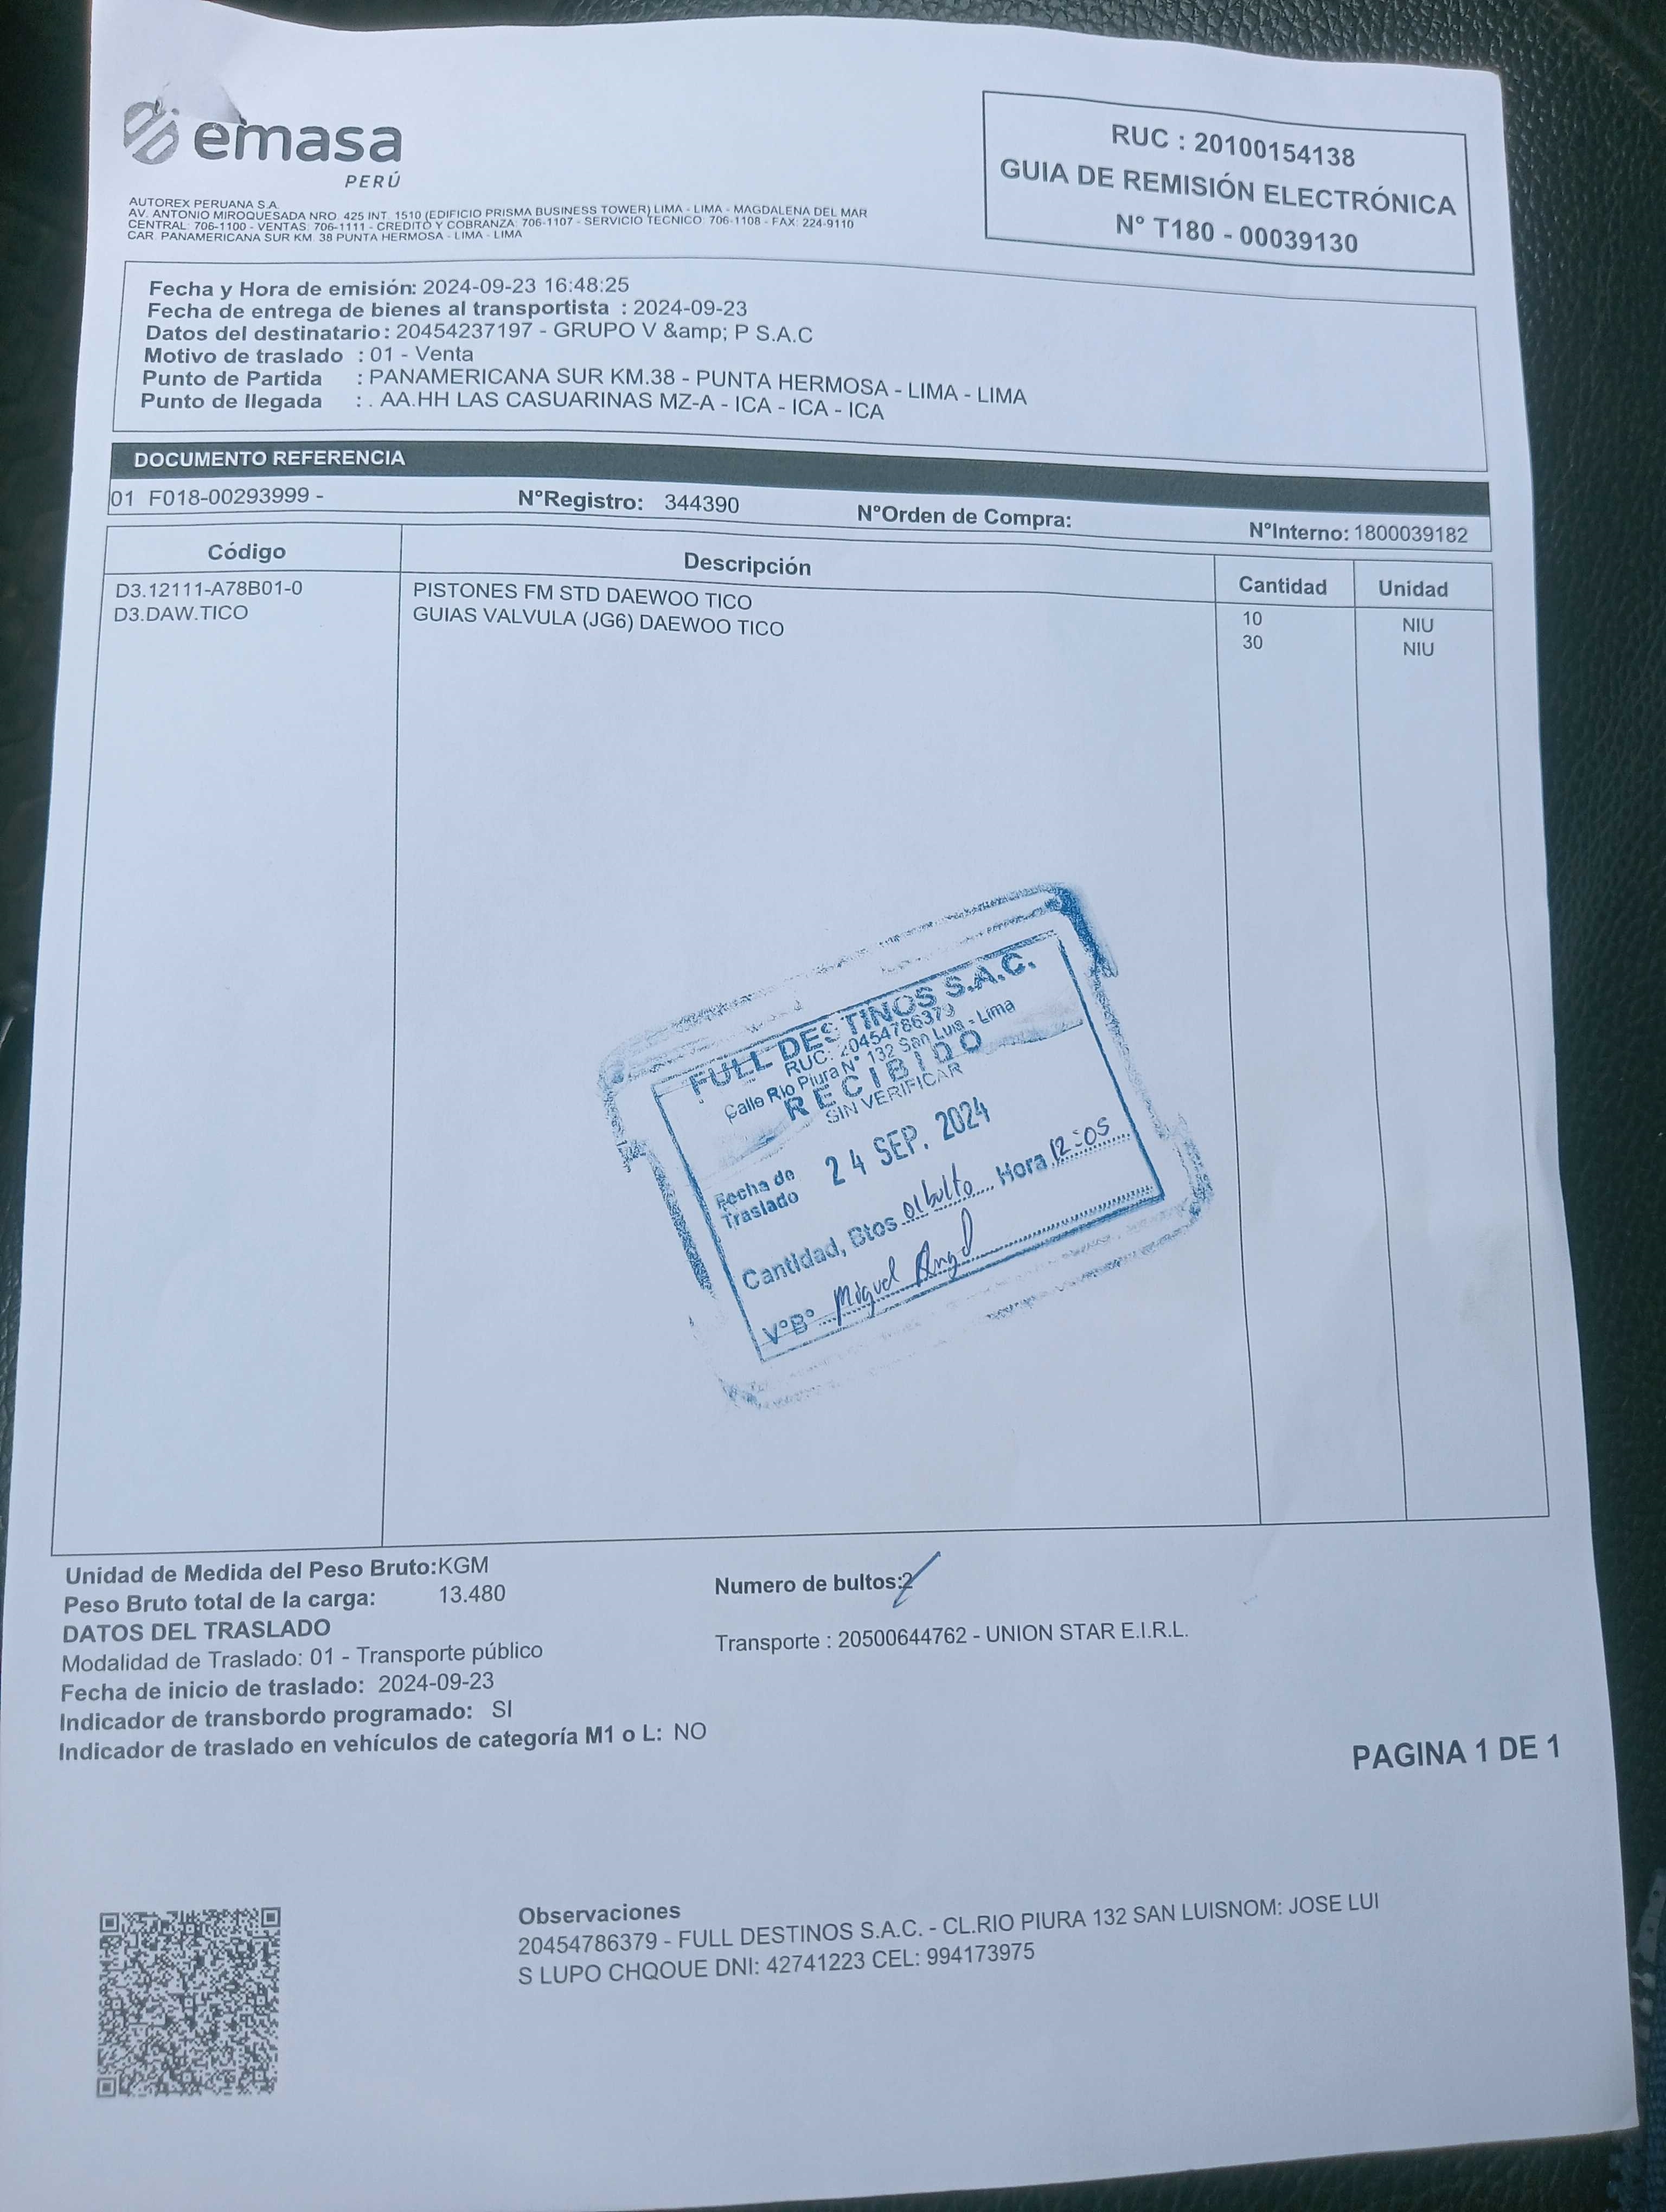 emasa
PERÚ
AUTOREX PERUANA S.A.
AV. ANTONIO MIROQUESADA NRO. 425 INT. 1510 (EDIFICIO PRISMA BUSINESS TOWER) LIMA - LIMA - MAGDALENA DEL MAR
CENTRAL: 706-1100 - VENTAS: 706-1111 - CREDITO Y COBRANZA: 706-1107 - SERVICIO TECNICO: 706-1108 - FAX: 224-9110
CAR. PANAMERICANA SUR KM. 38 PUNTA HERMOSA - LIMA - LIMA
RUC : 20100154138
GUIA DE REMISIÓN ELECTRÓNICA
N° T180 - 00039130
Fecha y Hora de emisión: 2024-09-23 16:48:25
Fecha de entrega de bienes al transportista : 2024-09-23
Datos del destinatario: 20454237197 - GRUPO V &amp; P S.A.C
Motivo de traslado : 01 - Venta
Punto de Partida : PANAMERICANA SUR KM.38 - PUNTA HERMOSA - LIMA - LIMA
Punto de llegada : . AA.HH LAS CASUARINAS MZ-A - ICA - ICA - ICA
DOCUMENTO REFERENCIA
01 F018-00293999 - N°Registro: 344390 N°Orden de Compra: N°Interno: 1800039182
Código Descripción Cantidad Unidad
D3.12111-A78B01-0 PISTONES FM STD DAEWOO TICO 10 NIU
D3.DAW.TICO GUIAS VALVULA (JG6) DAEWOO TICO 30 NIU
FULL DESTINOS S.A.C.
RUC: 20454786379
Calle Rio Piura N° 132 San Luis - Lima
RECIBIDO
SIN VERIFICAR
Fecha de Traslado 24 SEP. 2024
Cantidad, Btos 01 bulto Hora 12:05
V°B° Miguel Angel
Unidad de Medida del Peso Bruto:KGM
Peso Bruto total de la carga: 13.480
Numero de bultos:2
DATOS DEL TRASLADO
Transporte : 20500644762 - UNION STAR E.I.R.L.
Modalidad de Traslado: 01 - Transporte público
Fecha de inicio de traslado: 2024-09-23
Indicador de transbordo programado: SI
Indicador de traslado en vehículos de categoría M1 o L: NO
PAGINA 1 DE 1
Observaciones
20454786379 - FULL DESTINOS S.A.C. - CL.RIO PIURA 132 SAN LUISNOM: JOSE LUI
S LUPO CHQOUE DNI: 42741223 CEL: 994173975